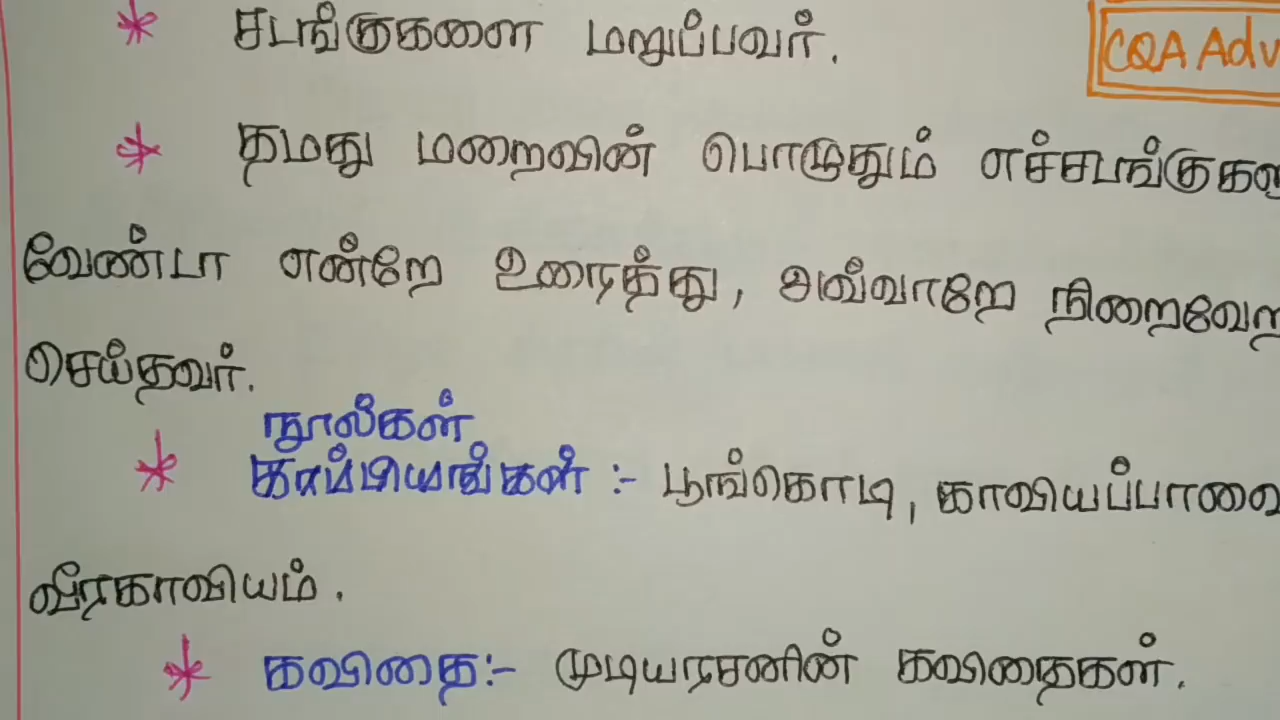 * சடங்குகளை மறுப்பவர்.
CQA Adv
* தமது மறைவின் பொழுதும் எச்சடங்குகளு
வேண்டா என்றே உரைத்து, அவ்வாறே நிறைவேற
செய்தவர்.
நூல்கள்
* காப்பியங்கள் :- பூங்கொடி, காவியப்பாவை
வீரகாவியம்.
* கவிதை:- முடியரசனின் கவிதைகள்.